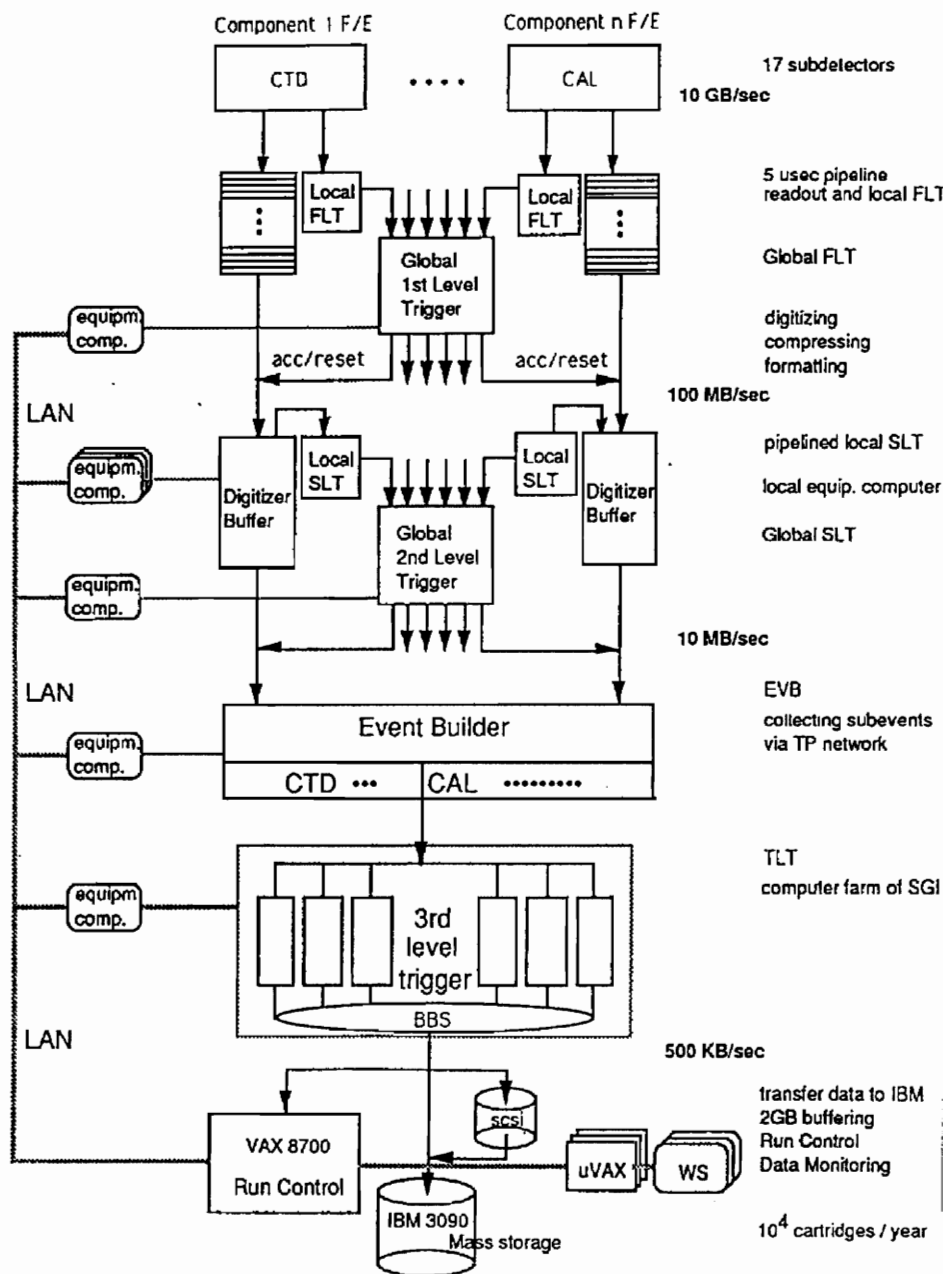 Component 1 F/E
Component n F/E
CTD
CAL
17 subdetectors
10 GB/sec
Local
FLT
Local
FLT
5 usec pipeline
readout and local FLT
Global
1st Level
Trigger
Global FLT
equipm.
comp.
digitizing
compressing
formatting
acc/reset
acc/reset
100 MB/sec
LAN
equipm.
comp.
Digitizer
Buffer
Local
SLT
Local
SLT
Digitizer
Buffer
pipelined local SLT
local equip. computer
Global
2nd Level
Trigger
Global SLT
equipm.
comp.
10 MB/sec
LAN
Event Builder
EVB
collecting subevents
via TP network
equipm.
comp.
CTD ••• CAL •••••••••
TLT
computer farm of SGI
equipm
comp.
3rd
level
trigger
BBS
LAN
500 KB/sec
scsi
transfer data to IBM
2GB buffering
Run Control
Data Monitoring
VAX 8700
Run Control
uVAX
WS
IBM 3090
Mass storage
10^4 cartridges / year